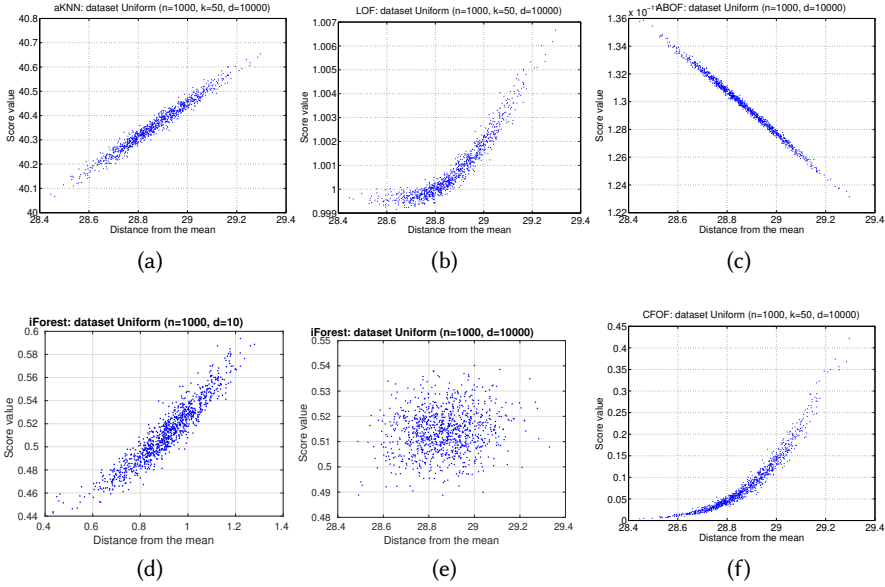 aKNN: dataset Uniform (n=1000, k=50, d=10000)
Score value
40.8
40.7
40.6
40.5
40.4
40.3
40.2
40.1
40
28.4 28.6 28.8 29 29.2 29.4
Distance from the mean
(a)
LOF: dataset Uniform (n=1000, k=50, d=10000)
Score value
1.007
1.006
1.005
1.004
1.003
1.002
1.001
1
0.999
28.4 28.6 28.8 29 29.2 29.4
Distance from the mean
(b)
ABOF: dataset Uniform (n=1000, k=50, d=10000)
Score value
1.36
1.34
1.32
1.3
1.28
1.26
1.24
1.22
28.4 28.6 28.8 29 29.2 29.4
Distance from the mean
(c)
iForest: dataset Uniform (n=1000, d=10)
Score value
0.6
0.58
0.56
0.54
0.52
0.5
0.48
0.46
0.44
0.4 0.6 0.8 1.0 1.2 1.4
Distance from the mean
(d)
iForest: dataset Uniform (n=1000, d=10000)
Score value
0.55
0.54
0.53
0.52
0.51
0.5
0.49
0.48
28.4 28.6 28.8 29 29.2 29.4
Distance from the mean
(e)
CFOF: dataset Uniform (n=1000, k=50, d=10000)
Score value
0.45
0.4
0.35
0.3
0.25
0.2
0.15
0.1
0.05
0
28.4 28.6 28.8 29 29.2 29.4
Distance from the mean
(f)